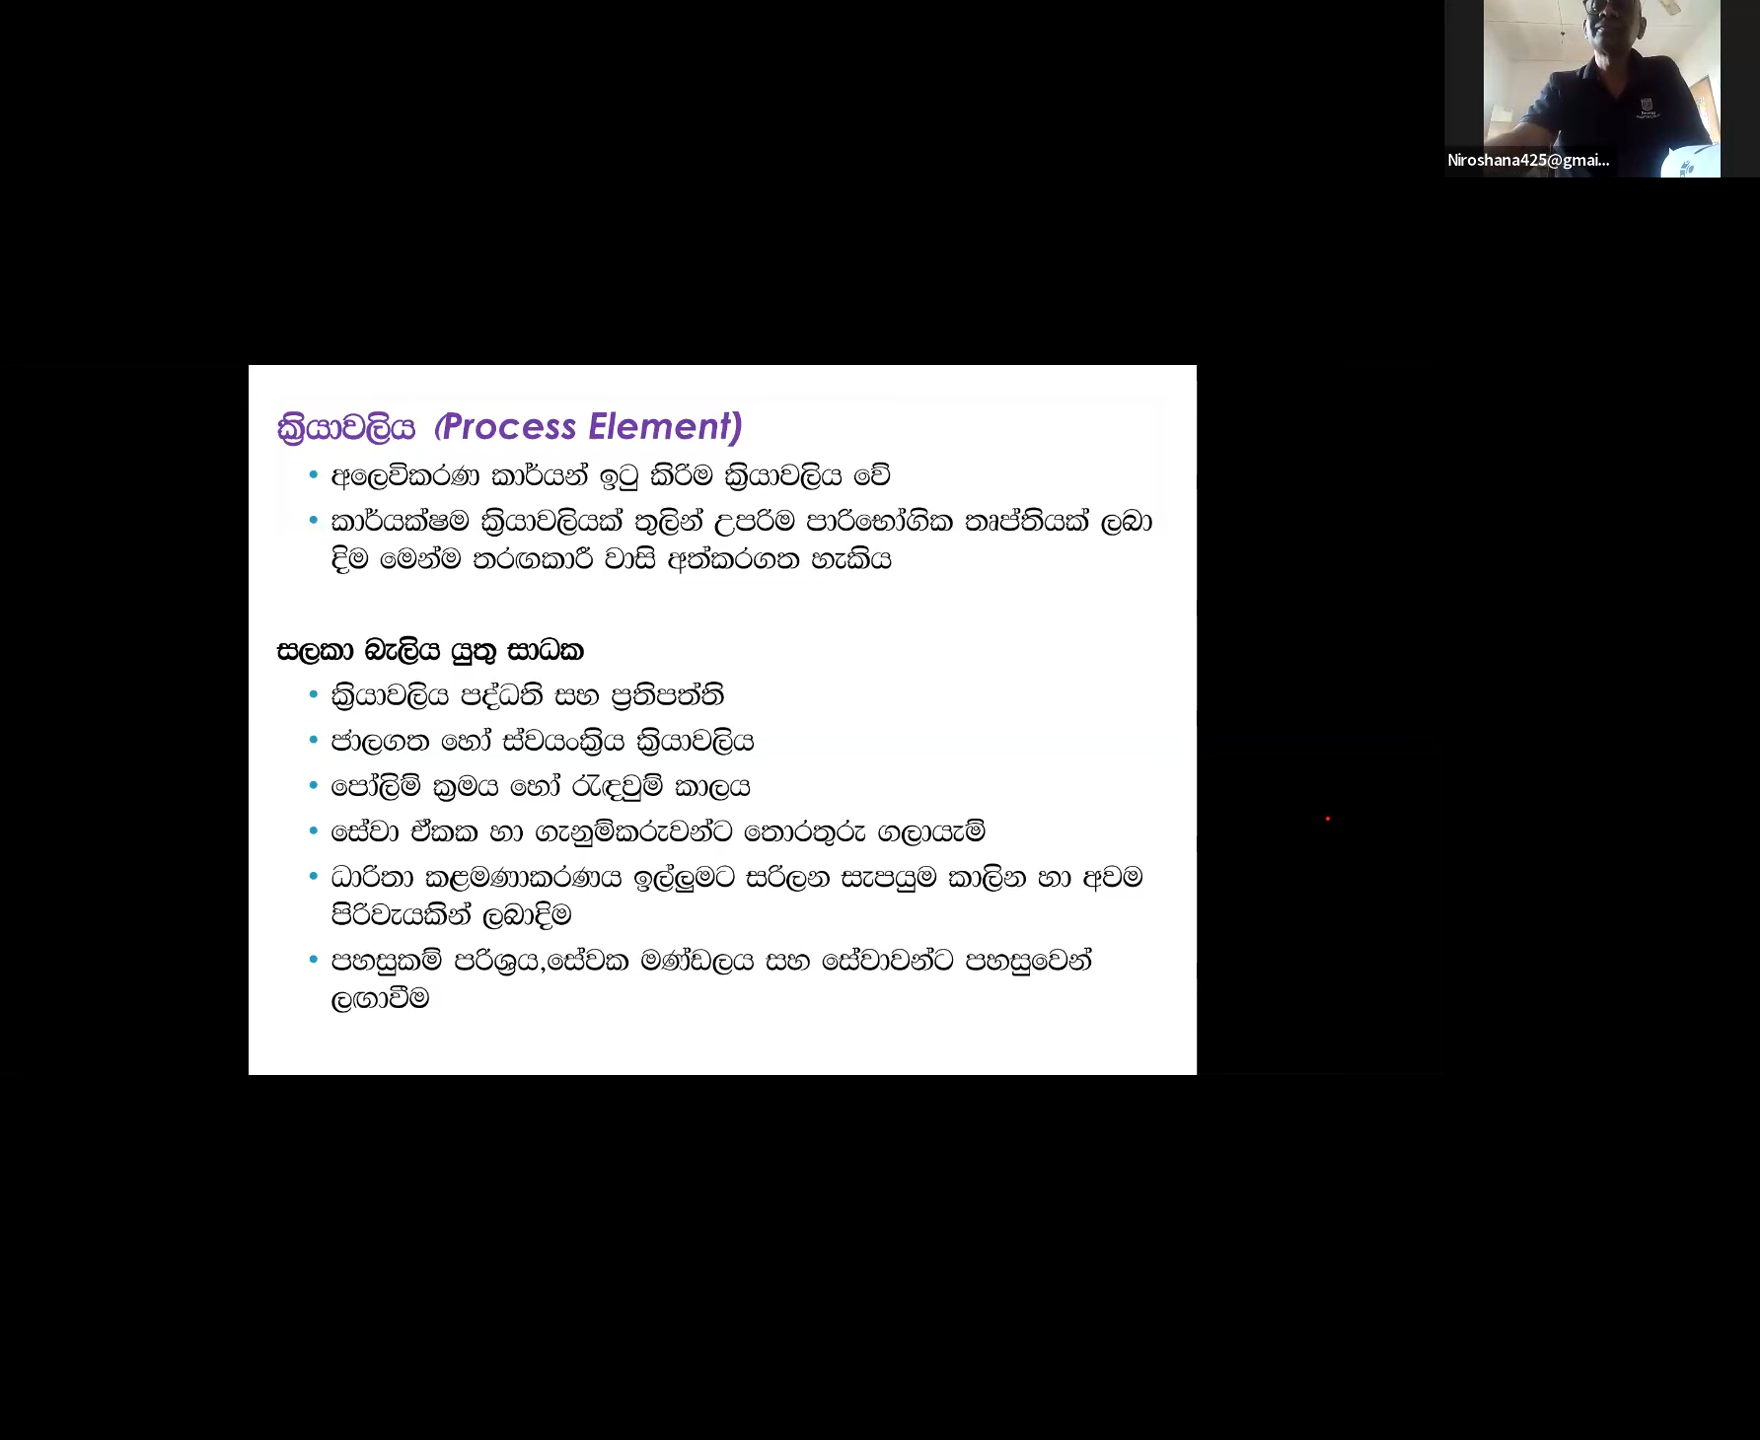 Niroshana425@gmai...
ක්‍රියාවලිය (Process Element)
• අලෙවිකරණ කාර්යන් ඉටු කිරිම ක්‍රියාවලිය වේ
• කාර්යක්ෂම ක්‍රියාවලියක් තුලින් උපරිම පාරිභෝගික තෘප්තියක් ලබා
දිම මෙන්ම තරඟකාරී වාසි අත්කරගත හැකිය
සලකා බැලිය යුතු සාධක
• ක්‍රියාවලිය පද්ධති සහ ප්‍රතිපත්ති
• ජාලගත හෝ ස්වයංක්‍රිය ක්‍රියාවලිය
• පෝලිම් ක්‍රමය හෝ රැඳවුම් කාලය
• සේවා ඒකක හා ගැනුම්කරුවන්ට තොරතුරු ගලායැම්
• ධාරිතා කළමණාකරණය ඉල්ලුමට සරිලන සැපයුම කාලින හා අවම
පිරිවැයකින් ලබාදිම
• පහසුකම් පරිශ්‍රය,සේවක මණ්ඩලය සහ සේවාවන්ට පහසුවෙන්
ලඟාවීම